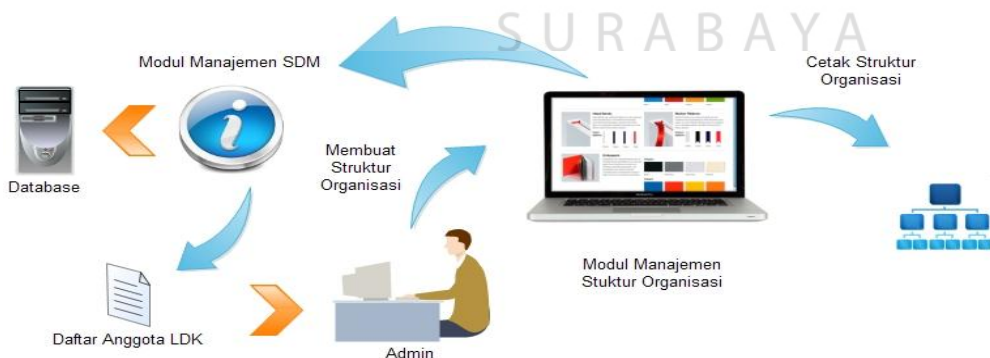 SURABAYA
Modul Manajemen SDM
Cetak Struktur
Organisasi
Membuat
Struktur
Organisasi
Database
Modul Manajemen
Stuktur Organisasi
Daftar Anggota LDK
Admin